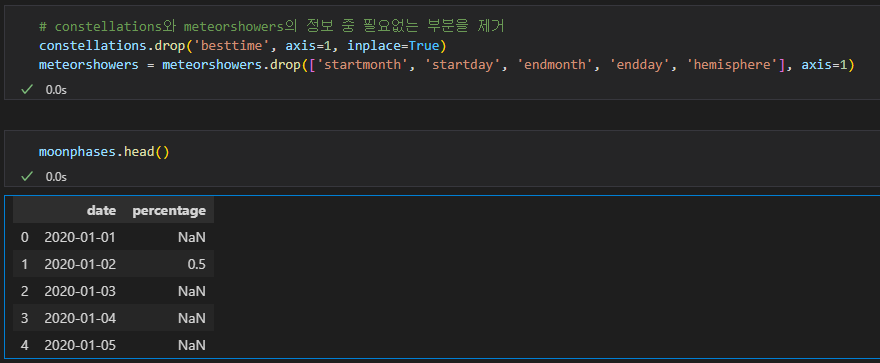 # constellations와 meteorshowers의 정보 중 필요없는 부분을 제거
constellations.drop('besttime', axis=1, inplace=True)
meteorshowers = meteorshowers.drop(['startmonth', 'startday', 'endmonth', 'endday', 'hemisphere'], axis=1)
0.0s
moonphases.head()
0.0s
date percentage
0 2020-01-01 NaN
1 2020-01-02 0.5
2 2020-01-03 NaN
3 2020-01-04 NaN
4 2020-01-05 NaN